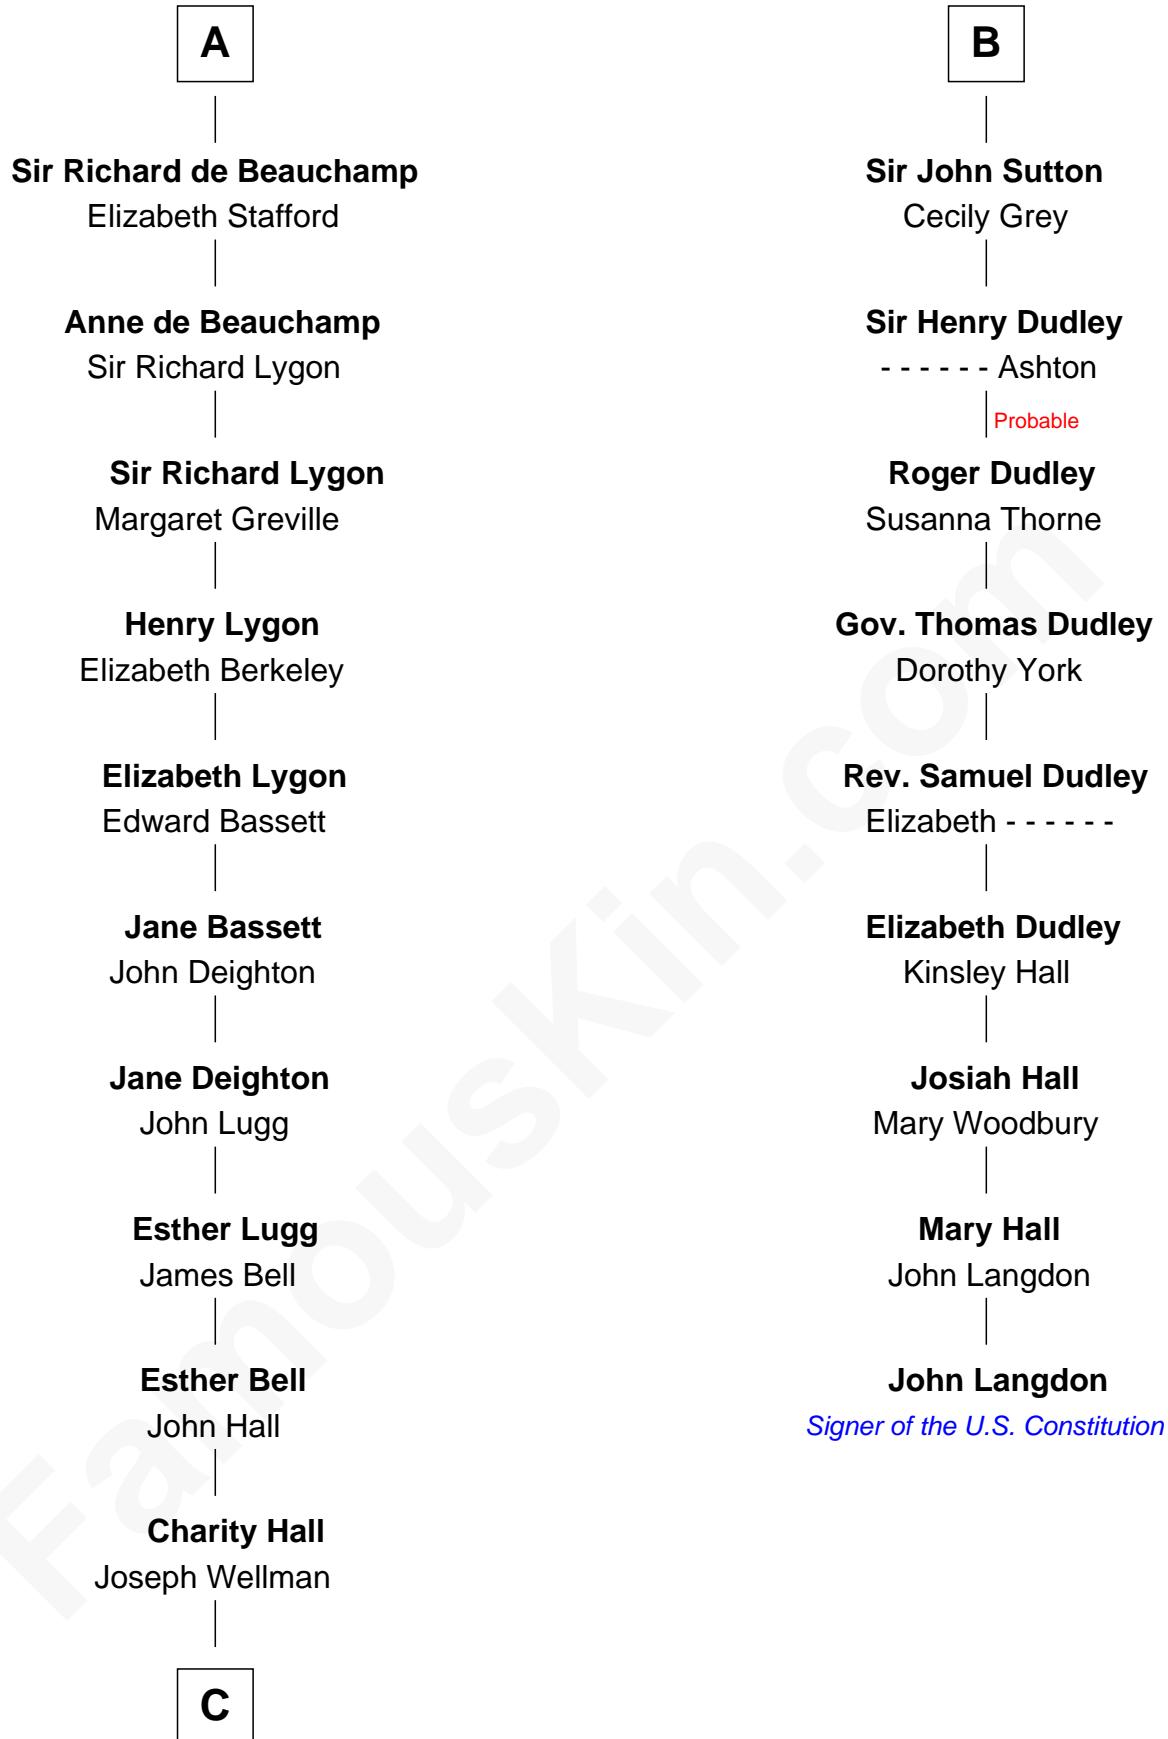 A
Sir Richard de Beauchamp
Elizabeth Stafford
Anne de Beauchamp
Sir Richard Lygon
Sir Richard Lygon
Margaret Greville
Henry Lygon
Elizabeth Berkeley
Elizabeth Lygon
Edward Bassett
Jane Bassett
John Deighton
Jane Deighton
John Lugg
Esther Lugg
James Bell
Esther Bell
John Hall
Charity Hall
Joseph Wellman
C
B
Sir John Sutton
Cecily Grey
Sir Henry Dudley
- - - - - - Ashton
Probable
Roger Dudley
Susanna Thorne
Gov. Thomas Dudley
Dorothy York
Rev. Samuel Dudley
Elizabeth - - - - - -
Elizabeth Dudley
Kinsley Hall
Josiah Hall
Mary Woodbury
Mary Hall
John Langdon
John Langdon
Signer of the U.S. Constitution
FamousKin.com